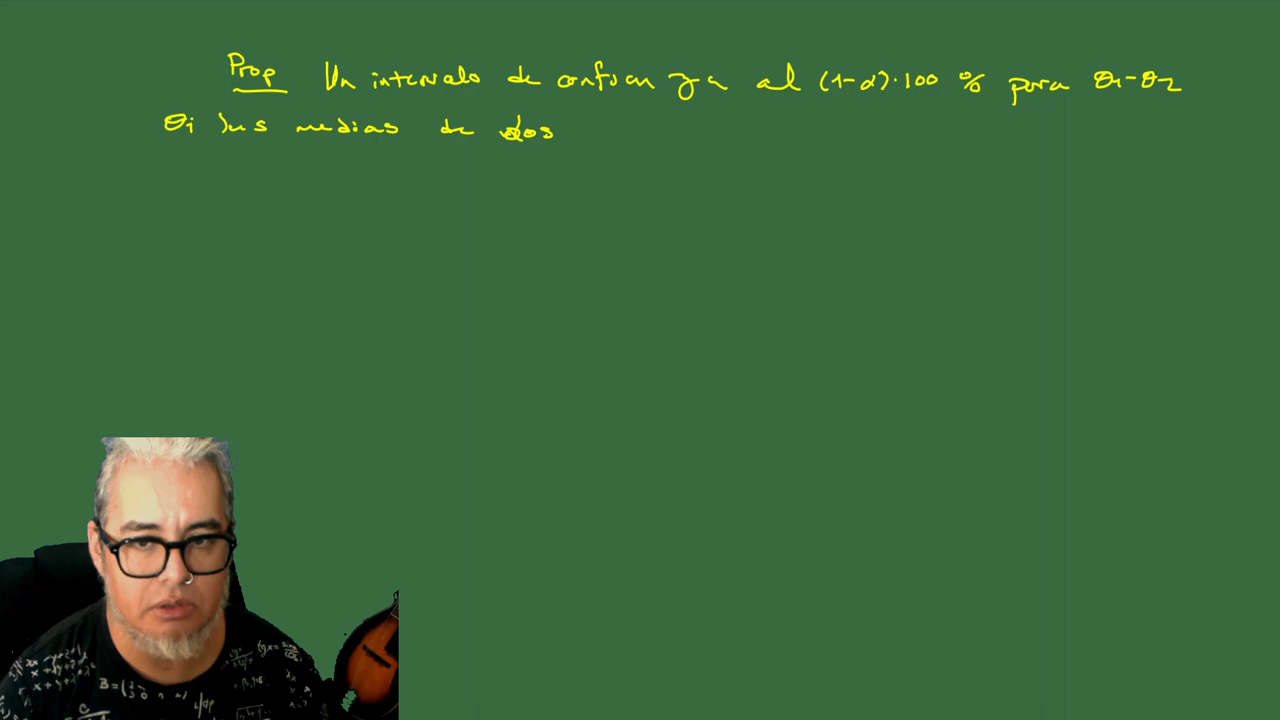 Prop Un intervalo de confianza al (1-α)·100 % para θ1-θ2
θi las medias de dos
B=